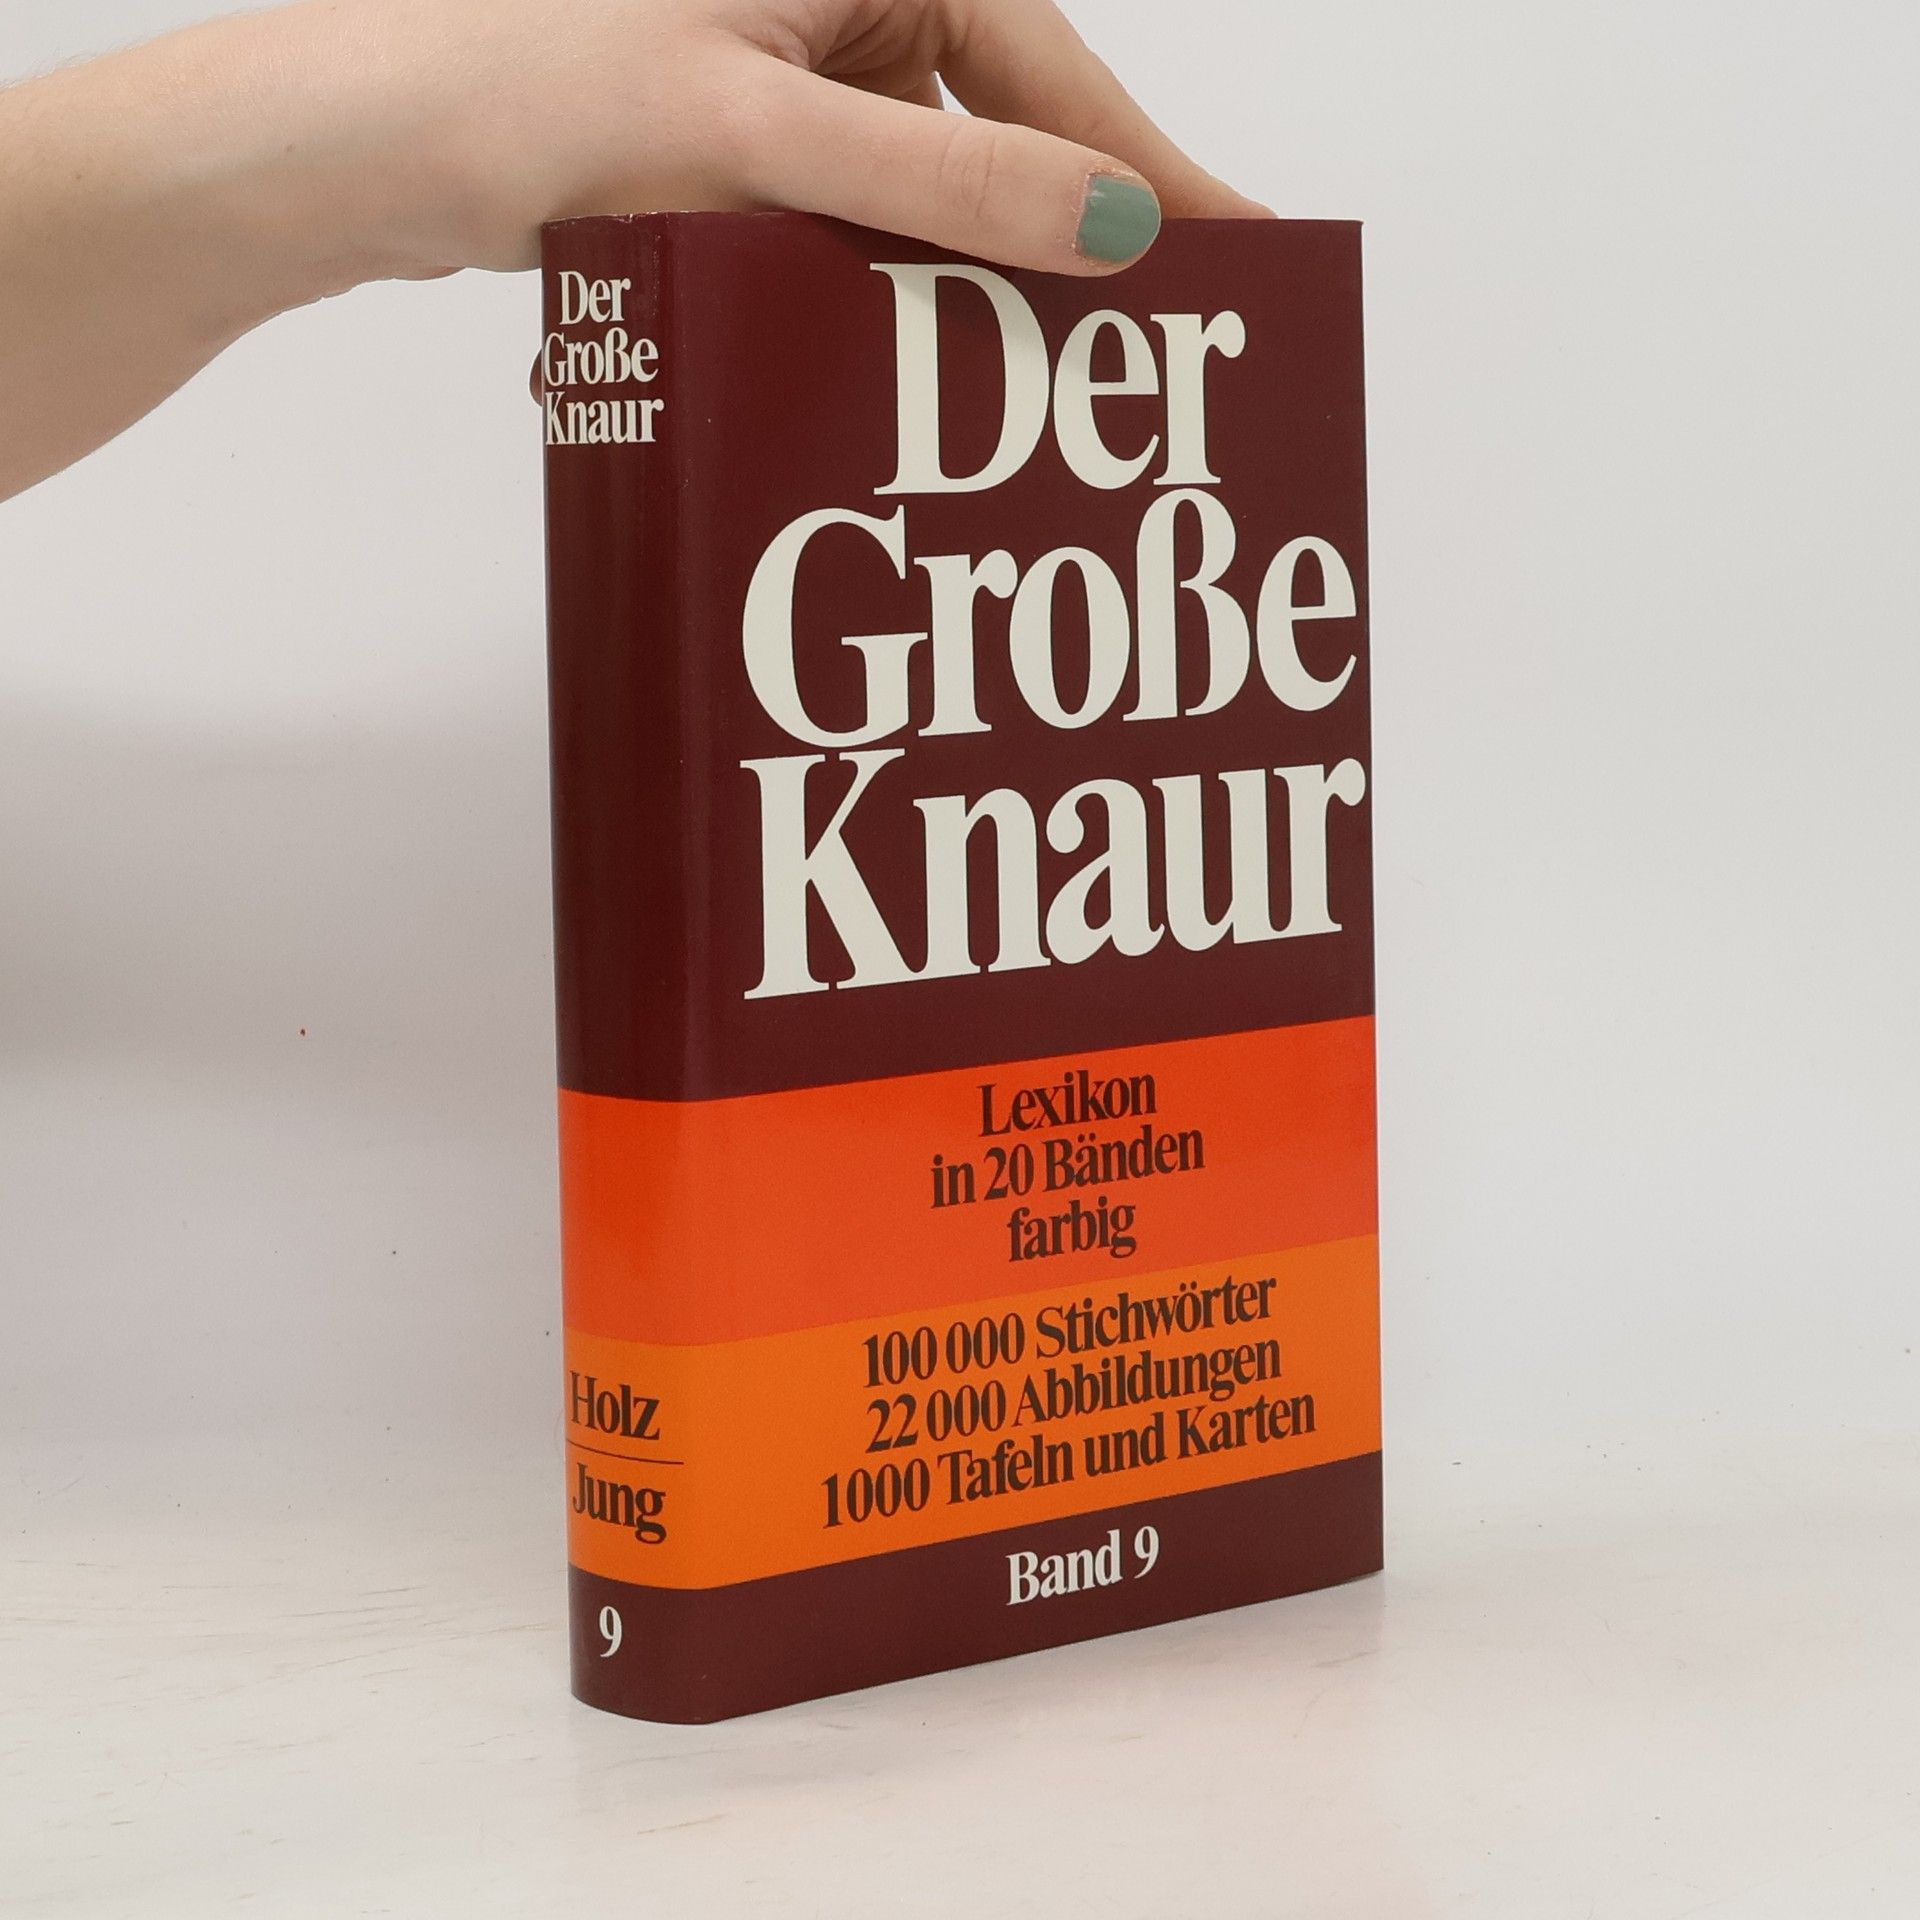 Der
Große
Knaur
Holz
Jung
9
Der
Große
Knaur
Lexikon
in 20 Bänden
farbig
100 000 Stichwörter
22 000 Abbildungen
1000 Tafeln und Karten
Band 9